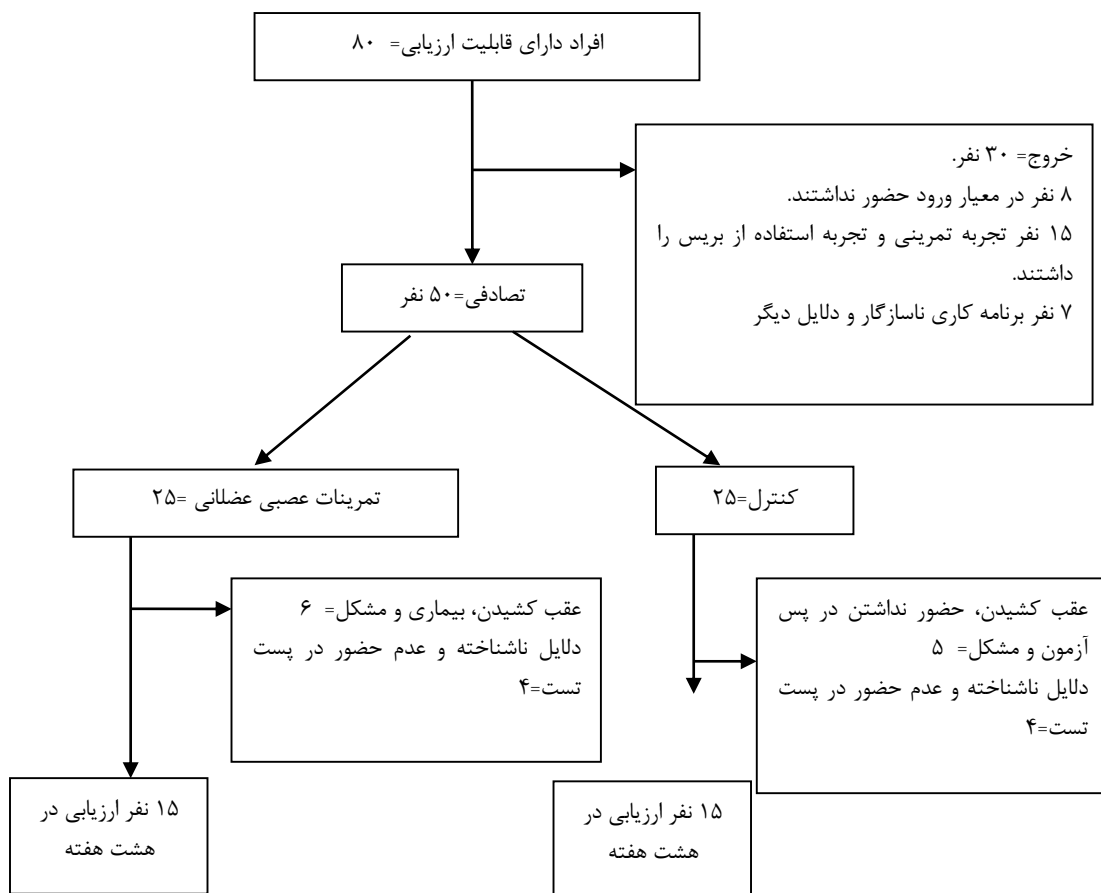 افراد دارای قابلیت ارزیابی= ۸۰
خروج= ۳۰ نفر.
۸ نفر در معیار ورود حضور نداشتند.
۱۵ نفر تجربه تمرینی و تجربه استفاده از بریس را
داشتند.
۷ نفر برنامه کاری ناسازگار و دلایل دیگر
تصادفی=۵۰ نفر
کنترل=۲۵
تمرینات عصبی عضلانی =۲۵
عقب کشیدن، حضور نداشتن در پس
آزمون و مشکل= ۵
دلایل ناشناخته و عدم حضور در پست
تست=۴
عقب کشیدن، بیماری و مشکل= ۶
دلایل ناشناخته و عدم حضور در پست
تست=۴
۱۵ نفر ارزیابی در
هشت هفته
۱۵ نفر ارزیابی در
هشت هفته